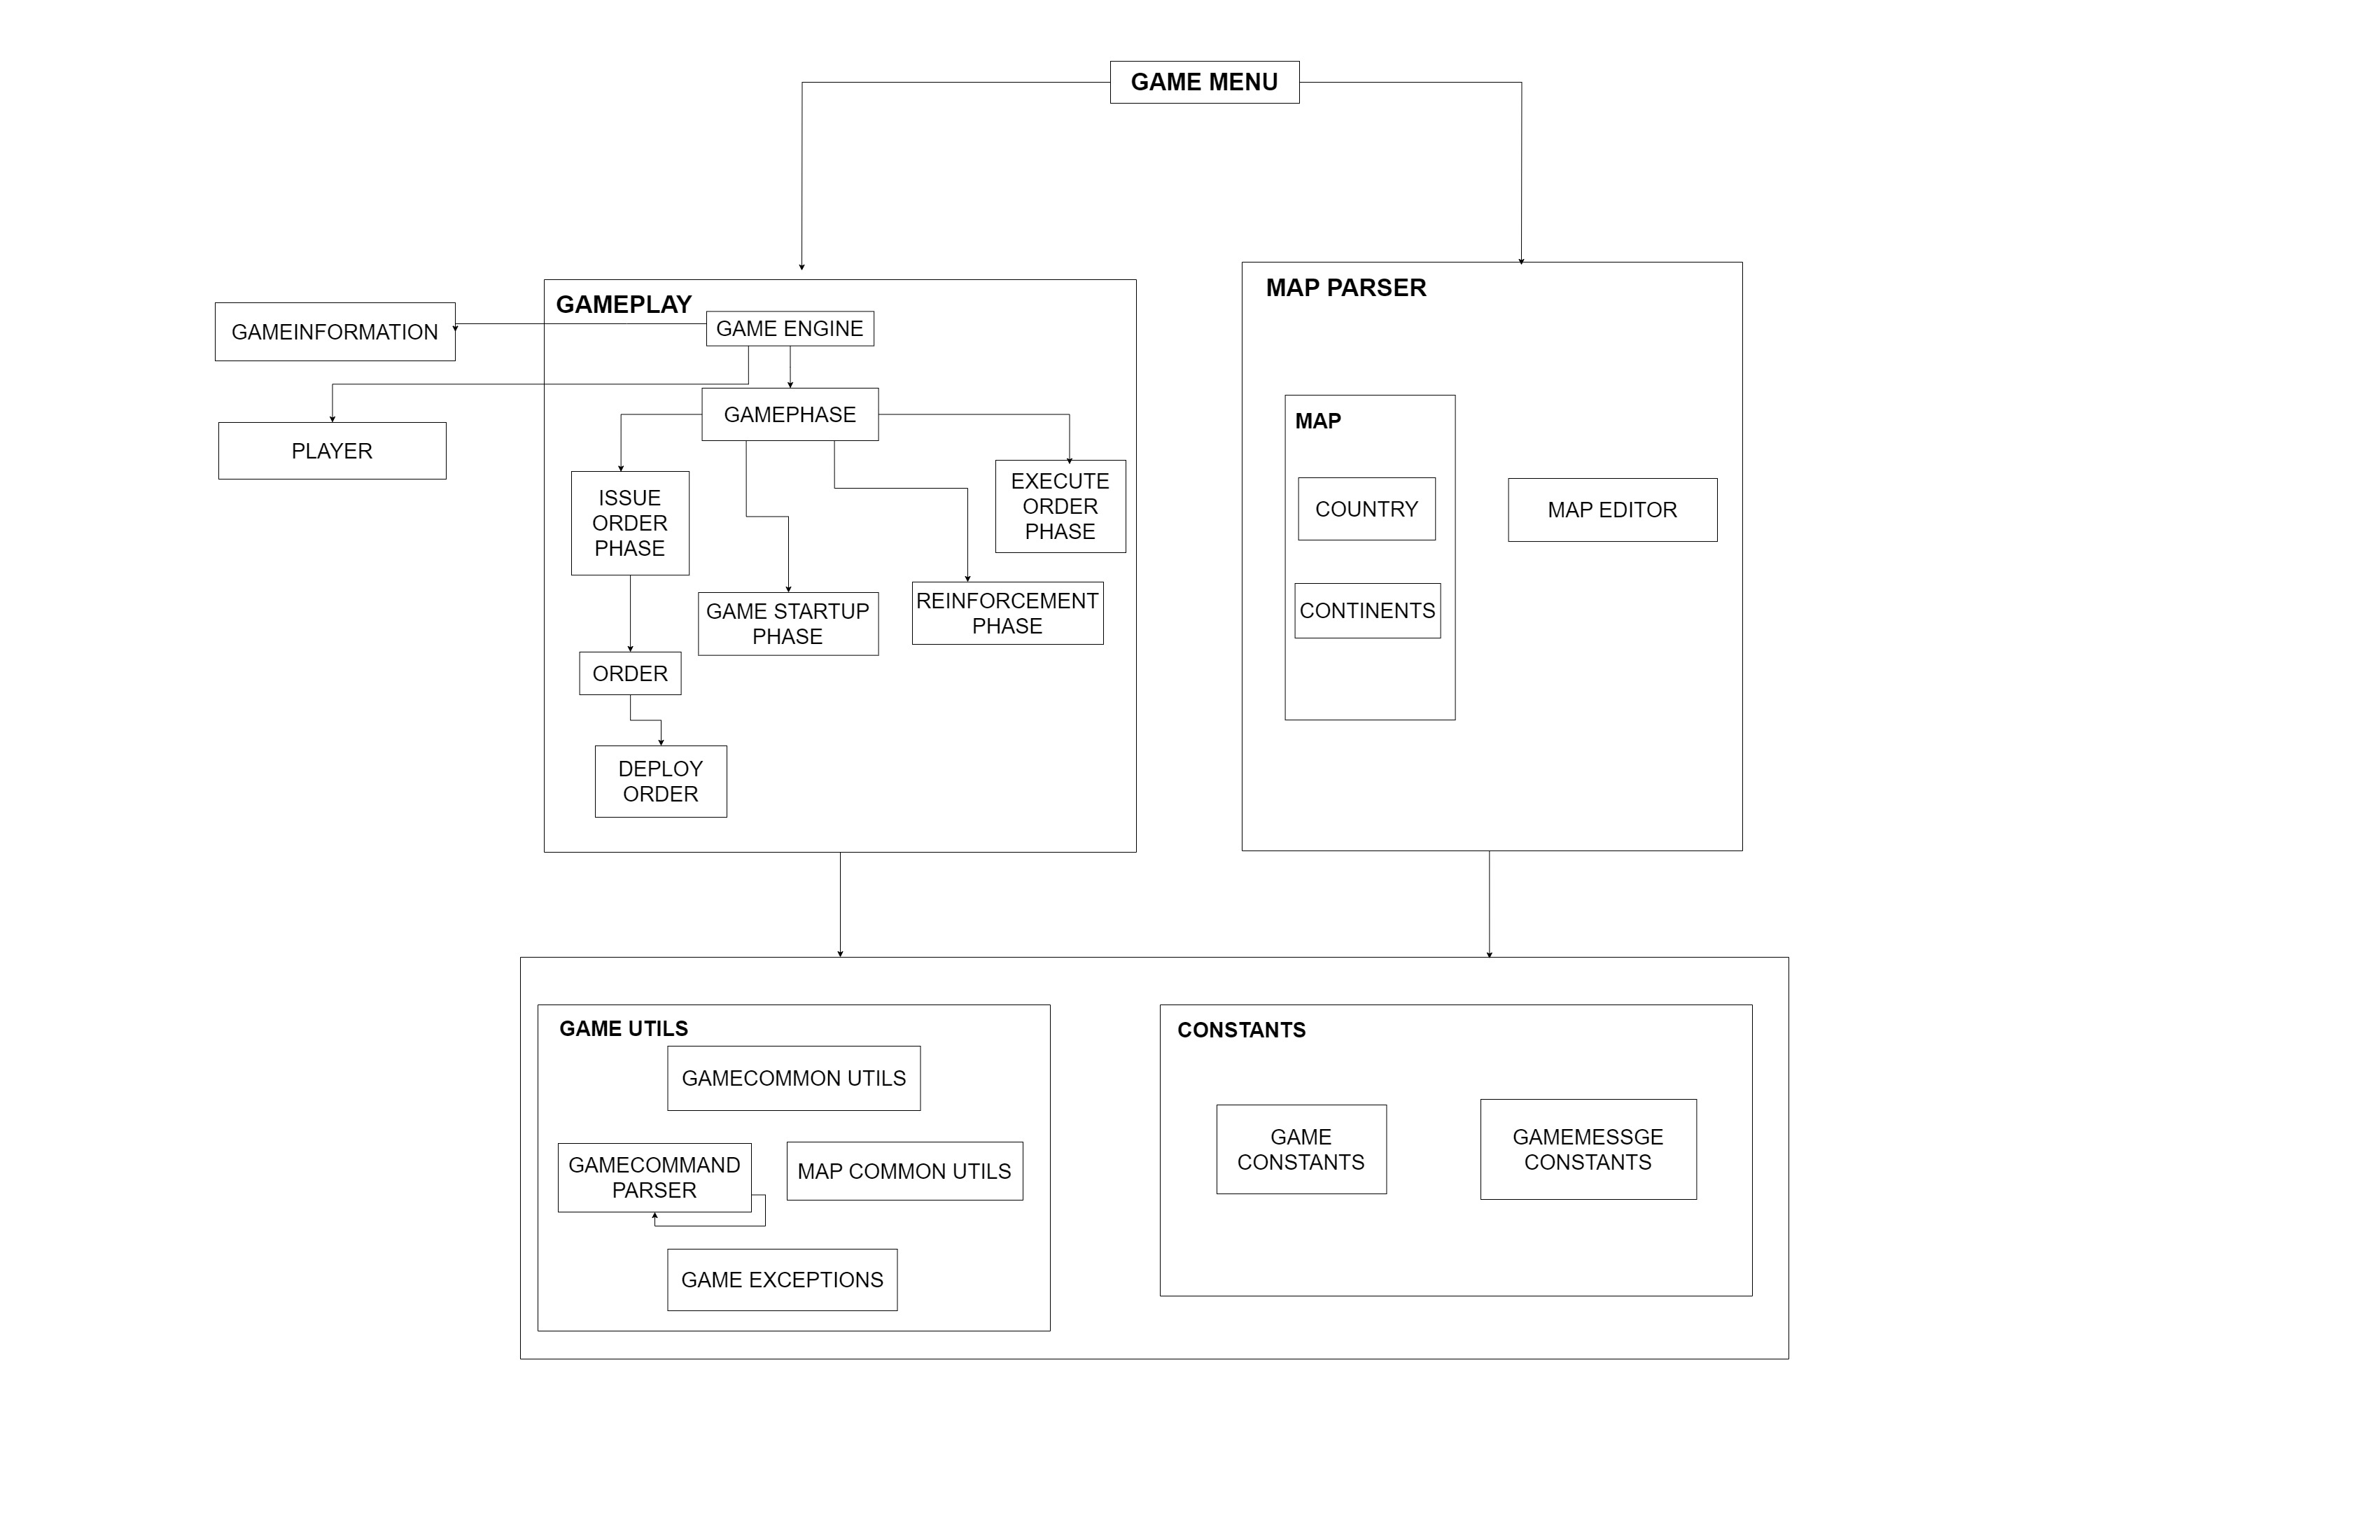 GAME MENU
GAMEPLAY
GAME ENGINE
GAMEINFORMATION
PLAYER
GAMEPHASE
ISSUE
ORDER
PHASE
GAME STARTUP
PHASE
REINFORCEMENT
PHASE
EXECUTE
ORDER
PHASE
ORDER
DEPLOY
ORDER
MAP PARSER
MAP
COUNTRY
CONTINENTS
MAP EDITOR
GAME UTILS
GAMECOMMON UTILS
GAMECOMMAND
PARSER
MAP COMMON UTILS
GAME EXCEPTIONS
CONSTANTS
GAME
CONSTANTS
GAMEMESSGE
CONSTANTS